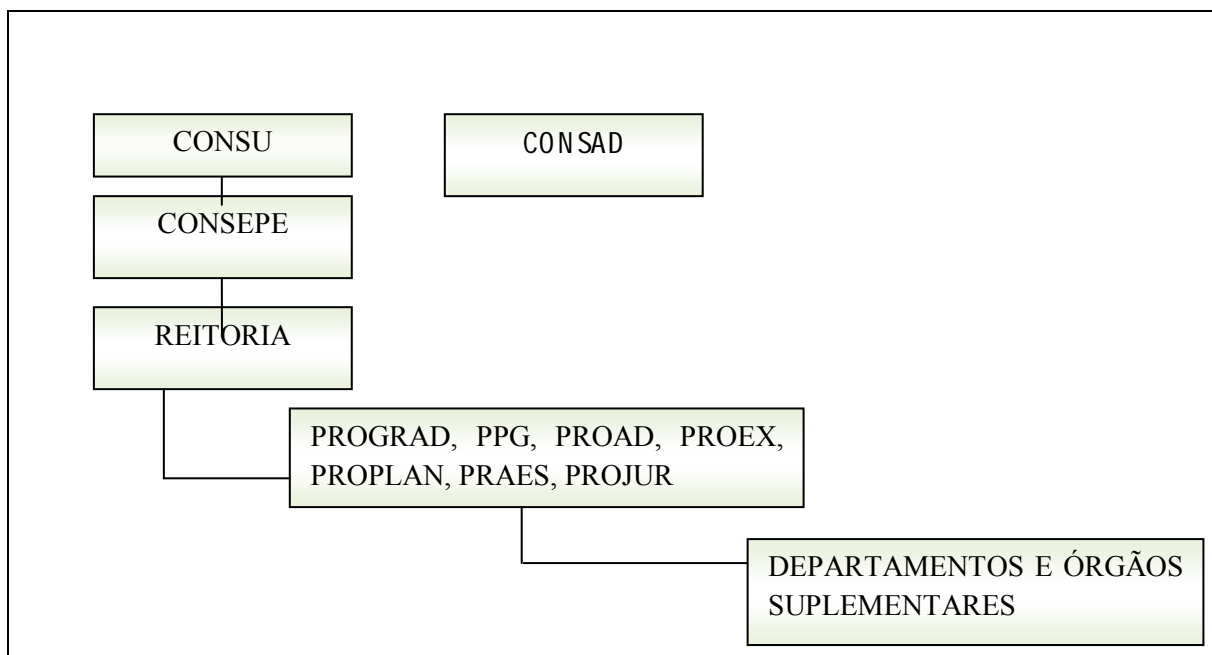 CONSU
CONSAD
CONSEPE
REITORIA
PROGRAD, PPG, PROAD, PROEX,
PROPLAN, PRAES, PROJUR
DEPARTAMENTOS E ÓRGÃOS
SUPLEMENTARES